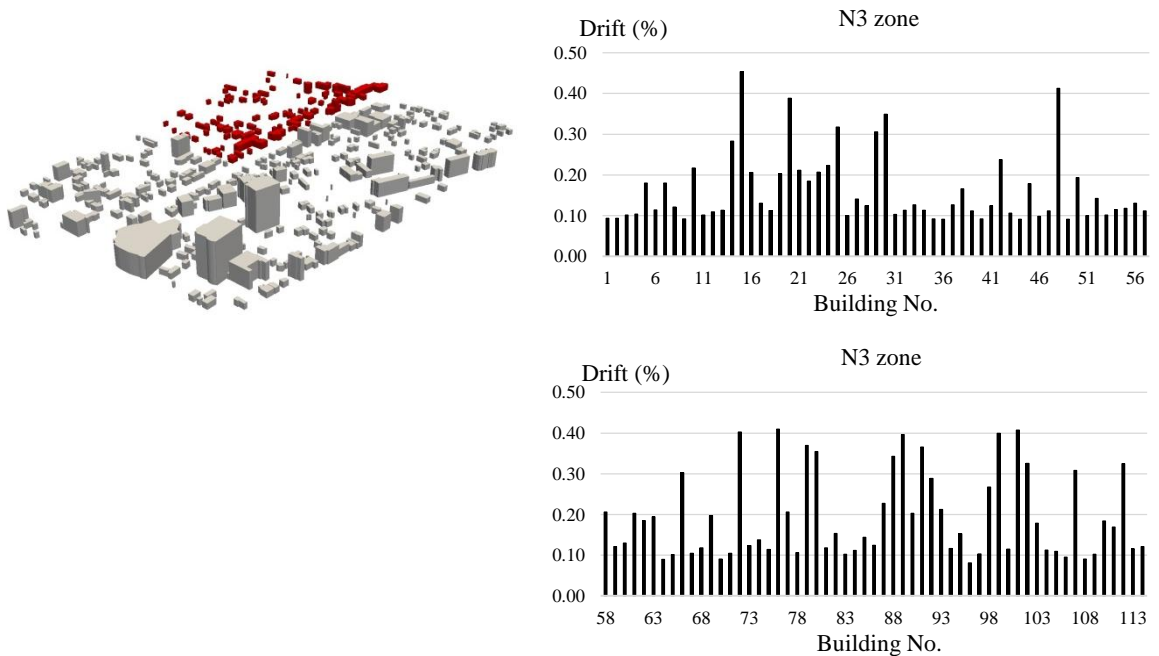 N3 zone
Drift (%)
0.50
0.40
0.30
0.20
0.10
0.00
1 6 11 16 21 26 31 36 41 46 51 56
Building No.
N3 zone
Drift (%)
0.50
0.40
0.30
0.20
0.10
0.00
58 63 68 73 78 83 88 93 98 103 108 113
Building No.